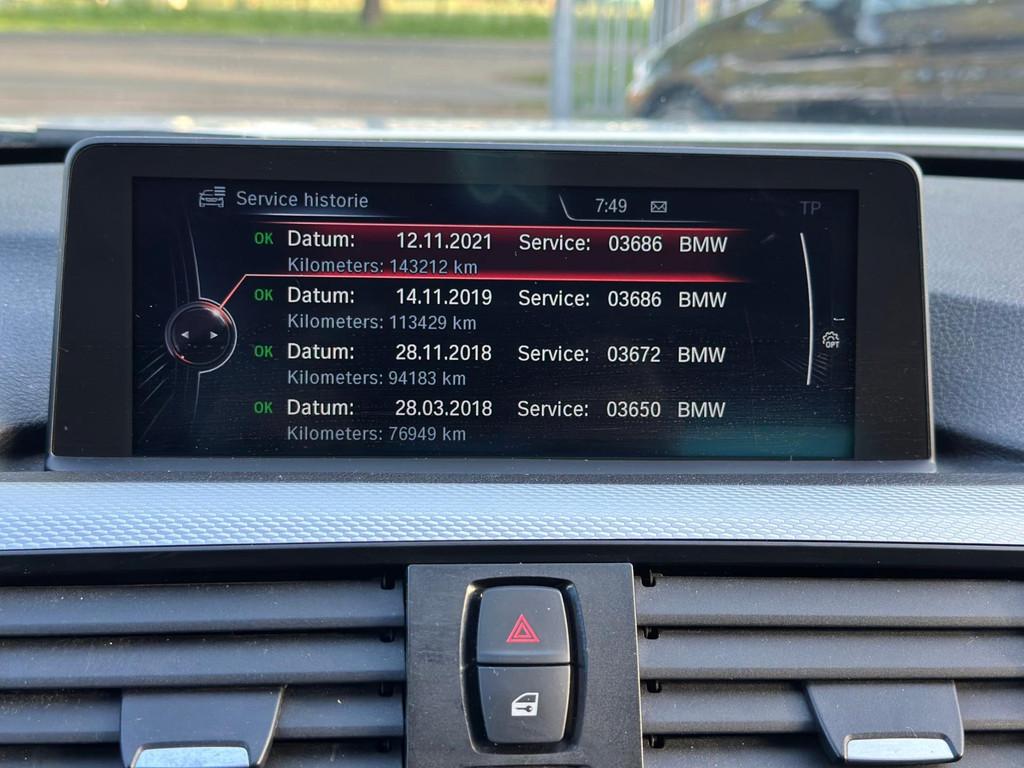 Service historie 7:49 TP
OK Datum: 12.11.2021 Service: 03686 BMW
Kilometers: 143212 km
OK Datum: 14.11.2019 Service: 03686 BMW
Kilometers: 113429 km
OK Datum: 28.11.2018 Service: 03672 BMW
OPT
Kilometers: 94183 km
OK Datum: 28.03.2018 Service: 03650 BMW
Kilometers: 76949 km